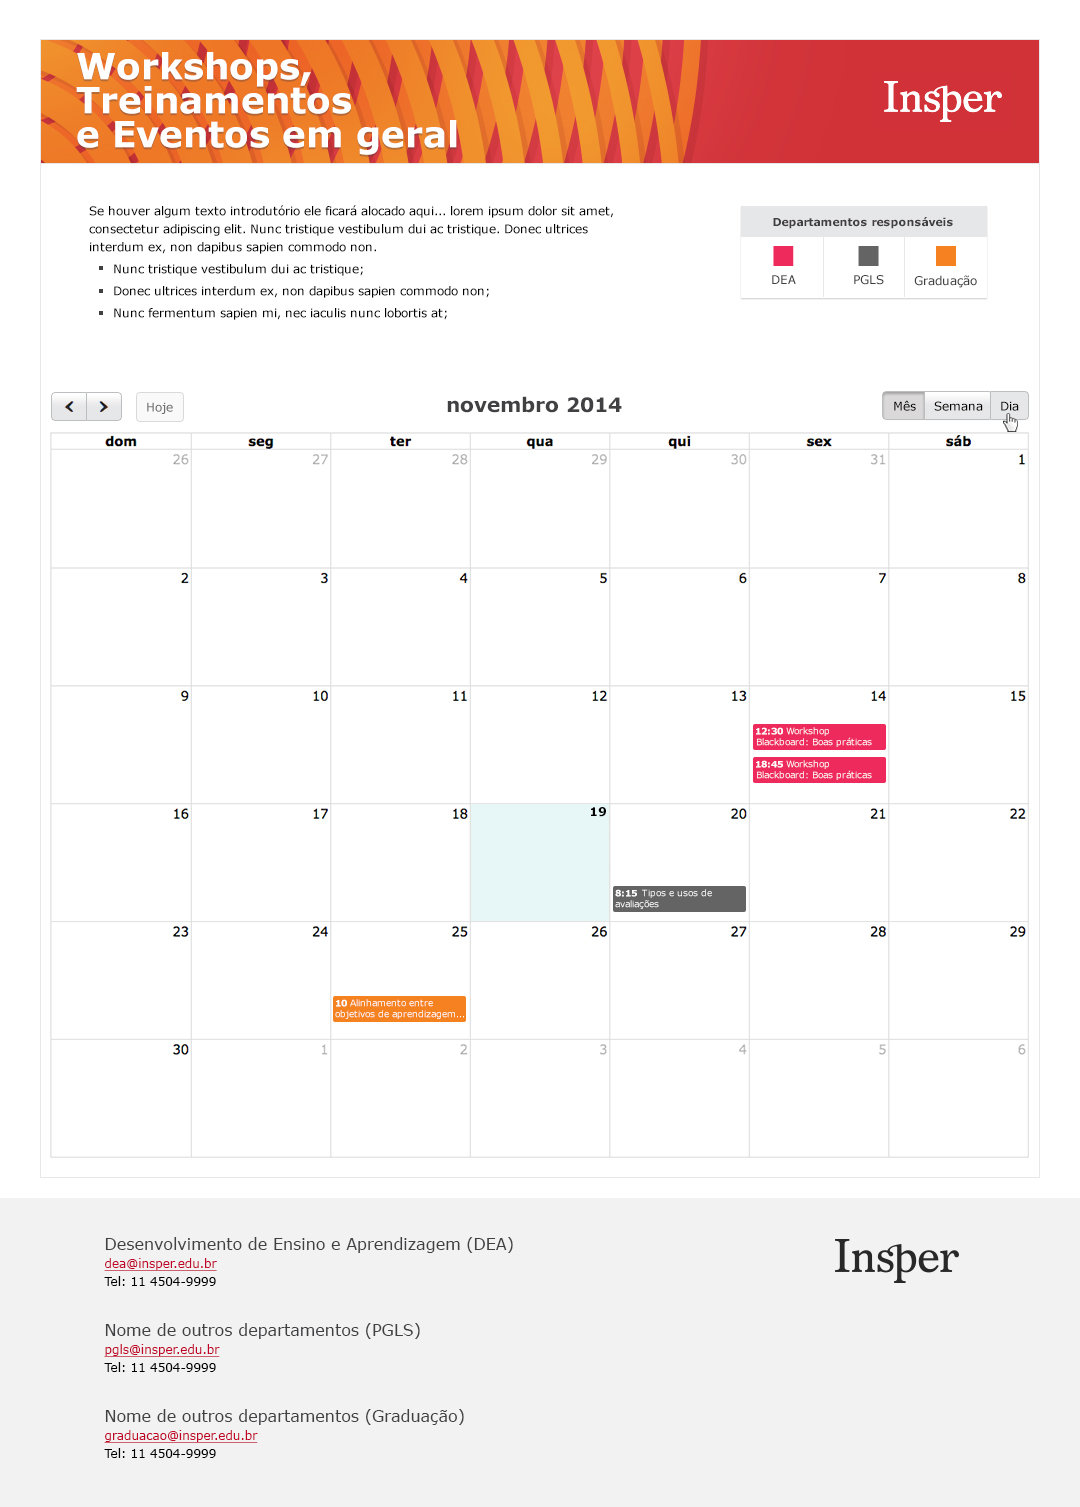 Workshops,
Treinamentos
e Eventos em geral
Insper
Se houver algum texto introdutório ele ficará alocado aqui... lorem ipsum dolor sit amet,
consectetur adipiscing elit. Nunc tristique vestibulum dui ac tristique. Donec ultrices
interdum ex, non dapibus sapien commodo non.
Nunc tristique vestibulum dui ac tristique;
Donec ultrices interdum ex, non dapibus sapien commodo non;
Nunc fermentum sapien mi, nec iaculis nunc lobortis at;
Departamentos responsáveis
DEA PGLS Graduação
Hoje novembro 2014 Mês Semana Dia
dom seg ter qua qui sex sáb
26 27 28 29 30 31 1
2 3 4 5 6 7 8
9 10 11 12 13 14 15
12:30 Workshop
Blackboard: Boas práticas
18:45 Workshop
Blackboard: Boas práticas
16 17 18 19 20 21 22
8:15 Tipos e usos de
avaliações
23 24 25 26 27 28 29
10 Alinhamento entre
objetivos de aprendizagem...
30 1 2 3 4 5 6
Desenvolvimento de Ensino e Aprendizagem (DEA)
dea@insper.edu.br
Tel: 11 4504-9999
Insper
Nome de outros departamentos (PGLS)
pgls@insper.edu.br
Tel: 11 4504-9999
Nome de outros departamentos (Graduação)
graduacao@insper.edu.br
Tel: 11 4504-9999